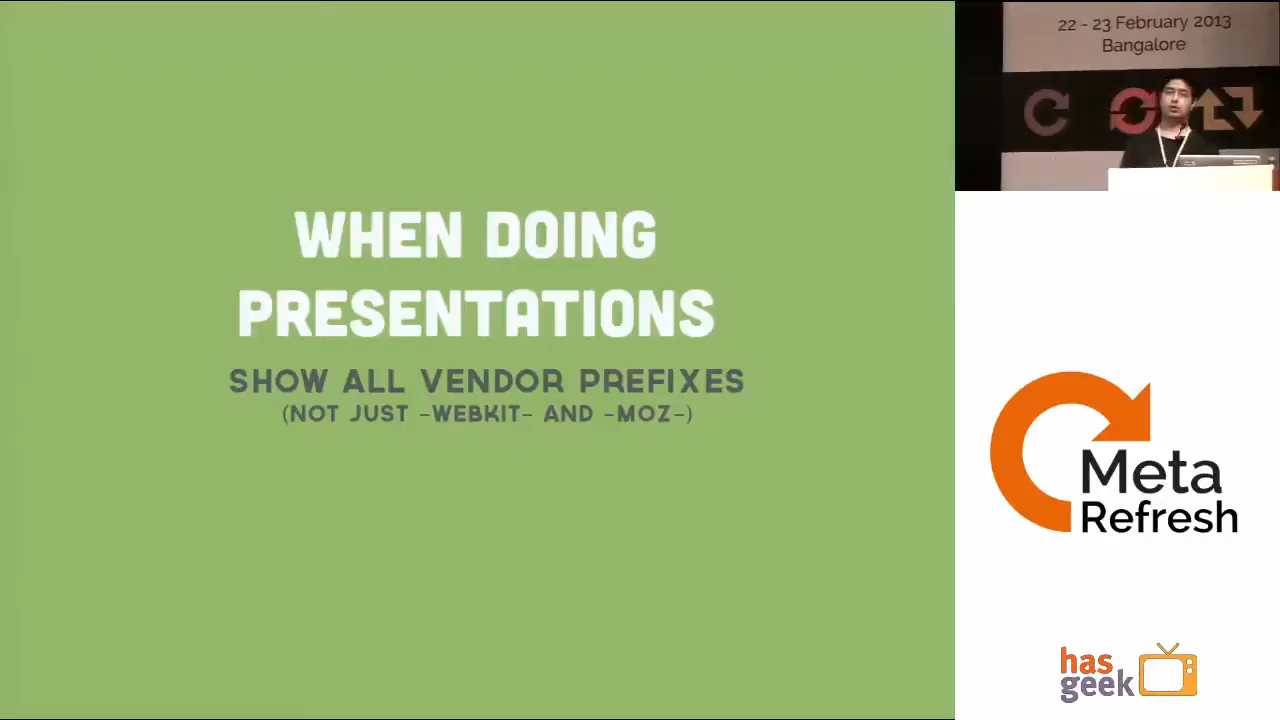 WHEN DOING
PRESENTATIONS
SHOW ALL VENDOR PREFIXES
(NOT JUST -WEBKIT- AND -MOZ-)
22 - 23 February 2013
Bangalore
Meta
Refresh
has
geek